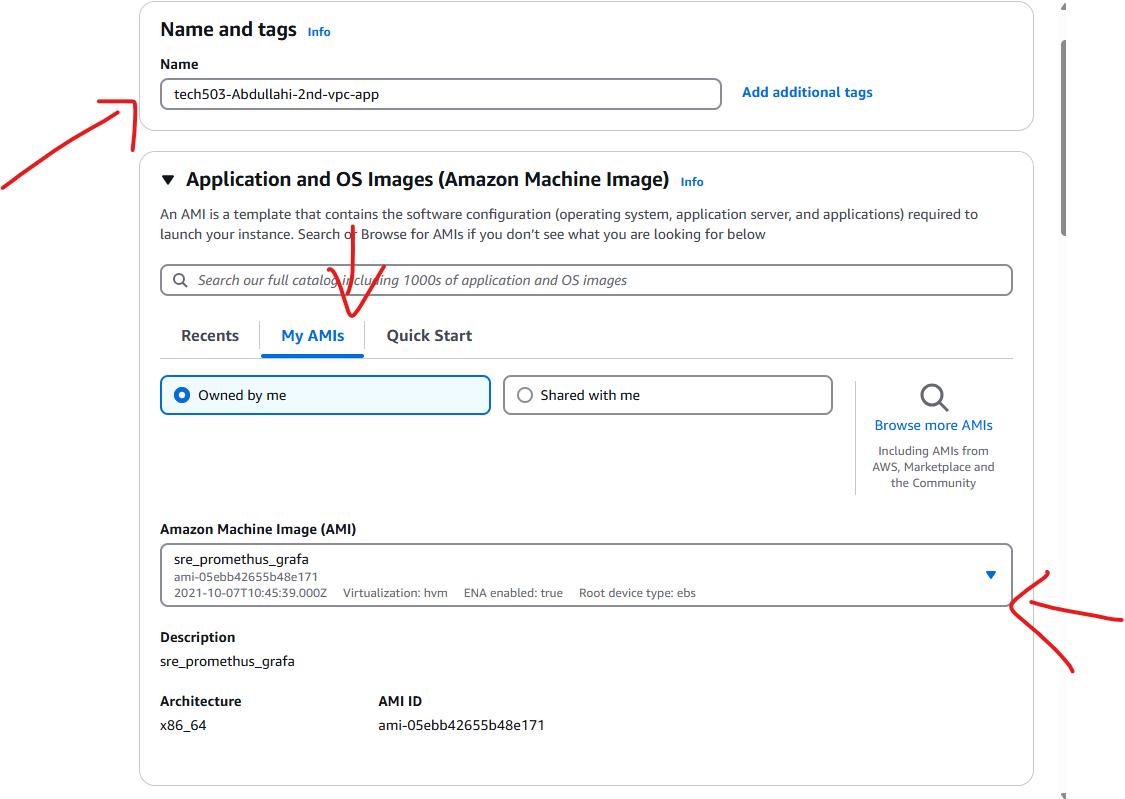 Name and tags Info
Name
tech503-Abdullahi-2nd-vpc-app
Add additional tags
Application and OS Images (Amazon Machine Image) Info
An AMI is a template that contains the software configuration (operating system, application server, and applications) required to
launch your instance. Search or Browse for AMIs if you don't see what you are looking for below
Search our full catalog including 1000s of application and OS images
Recents
My AMIs
Quick Start
Owned by me
Shared with me
Browse more AMIs
Including AMIs from
AWS, Marketplace and
the Community
Amazon Machine Image (AMI)
sre_promethus_grafa
ami-05ebb42655b48e171
2021-10-07T10:45:39.000Z Virtualization: hvm ENA enabled: true Root device type: ebs
Description
sre_promethus_grafa
Architecture
AMI ID
x86_64
ami-05ebb42655b48e171